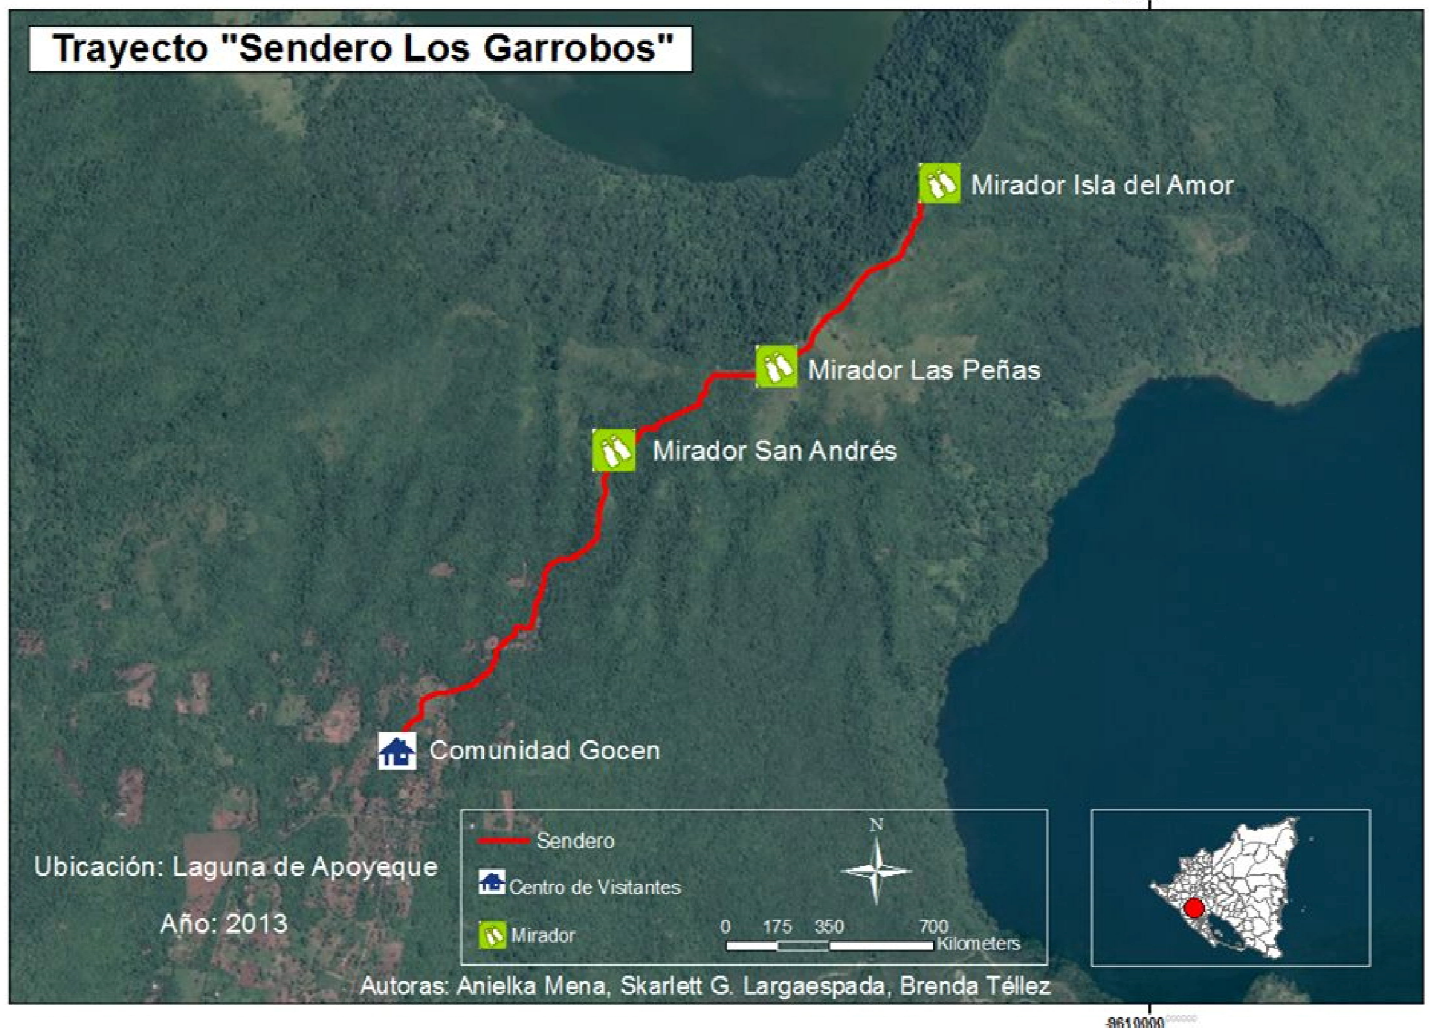 Trayecto "Sendero Los Garrobos"
Mirador Isla del Amor
Mirador Las Peñas
Mirador San Andrés
Comunidad Gocen
Ubicación: Laguna de Apoyeque
Año: 2013
Sendero
Centro de Visitantes
Mirador
N
0 175 350 700
Kilometers
Autoras: Anielka Mena, Skarlett G. Largaespada, Brenda Téllez